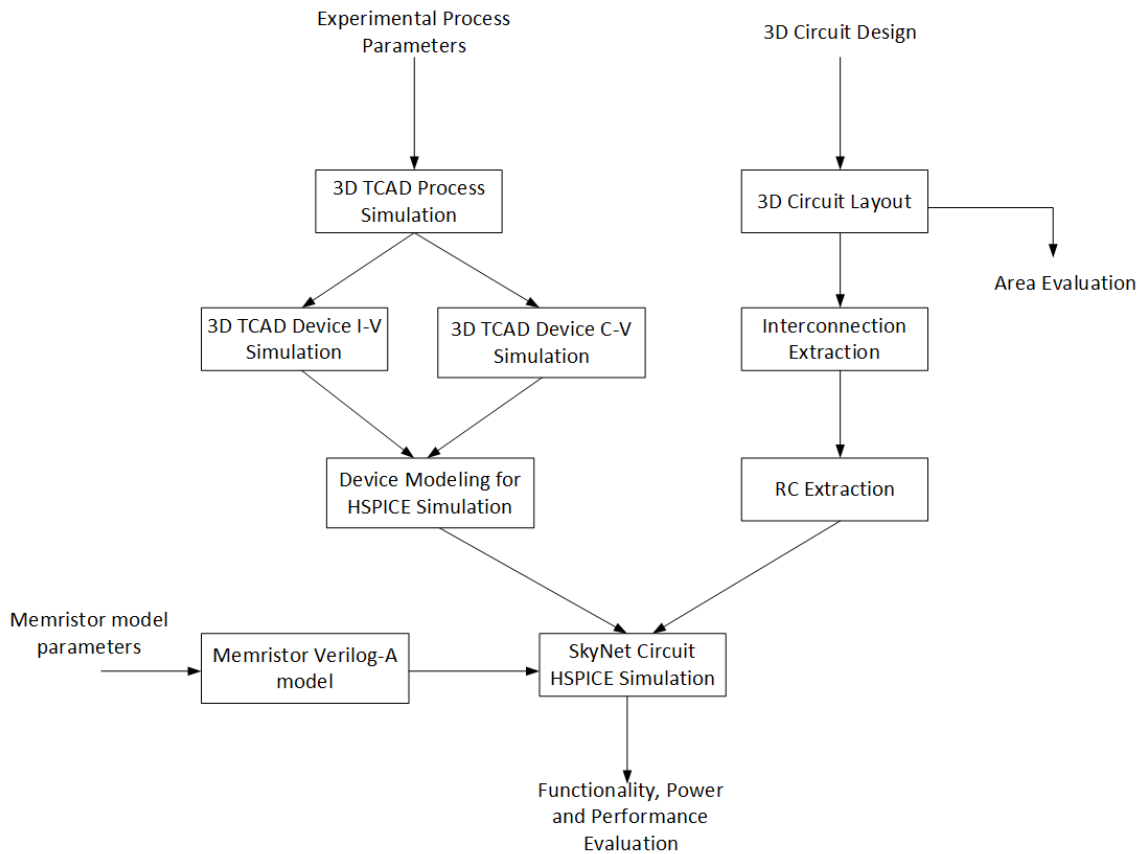 Experimental Process
Parameters
3D Circuit Design
3D TCAD Process
Simulation
3D Circuit Layout
Area Evaluation
3D TCAD Device I-V
Simulation
3D TCAD Device C-V
Simulation
Interconnection
Extraction
Device Modeling for
HSPICE Simulation
RC Extraction
Memristor model
parameters
Memristor Verilog-A
model
SkyNet Circuit
HSPICE Simulation
Functionality, Power
and Performance
Evaluation